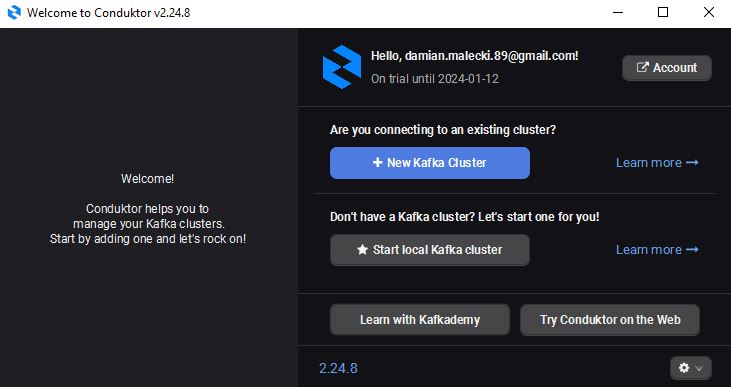 Welcome to Conduktor v2.24.8
Welcome!
Conduktor helps you to
manage your Kafka clusters.
Start by adding one and let's rock on!
Hello, damian.malecki.89@gmail.com!
On trial until 2024-01-12
Account
Are you connecting to an existing cluster?
New Kafka Cluster
Learn more →
Don't have a Kafka cluster? Let's start one for you!
Start local Kafka cluster
Learn more →
Learn with Kafkademy
Try Conduktor on the Web
2.24.8